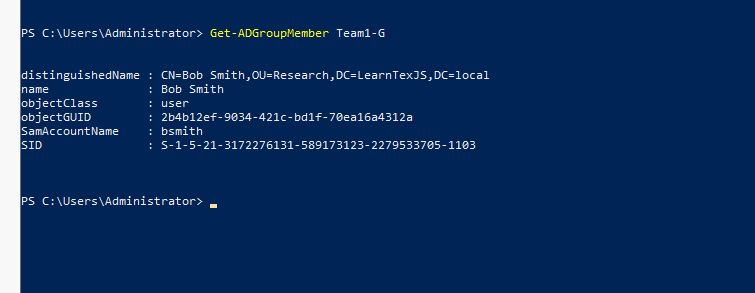 PS C:\Users\Administrator> Get-ADGroupMember Team1-G
distinguishedName : CN=Bob Smith,OU=Research,DC=LearnTexJS,DC=local
name              : Bob Smith
objectClass       : user
objectGUID        : 2b4b12ef-9034-421c-bd1f-70ea16a4312a
SamAccountName    : bsmith
SID               : S-1-5-21-3172276131-589173123-2279533705-1103
PS C:\Users\Administrator>